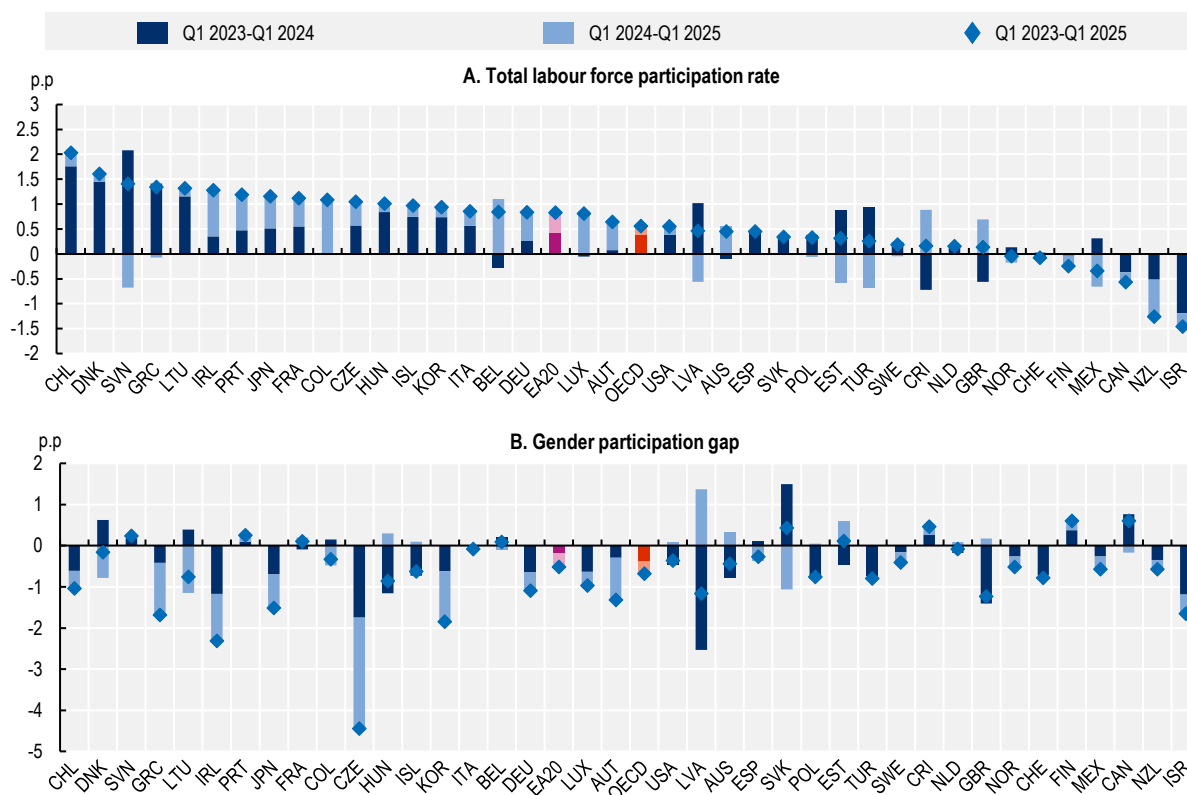 Q1 2023-Q1 2024 Q1 2024-Q1 2025 Q1 2023-Q1 2025
A. Total labour force participation rate
p.p
3
2.5
2
1.5
1
0.5
0
-0.5
-1
-1.5
-2
CHL DNK SVN GRC LTU IRL PRT JPN FRA COL CZE HUN ISL KOR ITA BEL DEU EA20 LUX AUT OECD USA LVA AUS ESP SVK POL EST TUR SWE CRI NLD GBR NOR CHE FIN MEX CAN NZL ISR
B. Gender participation gap
p.p
2
1
0
-1
-2
-3
-4
-5
CHL DNK SVN GRC LTU IRL PRT JPN FRA COL CZE HUN ISL KOR ITA BEL DEU EA20 LUX AUT OECD USA LVA AUS ESP SVK POL EST TUR SWE CRI NLD GBR NOR CHE FIN MEX CAN NZL ISR